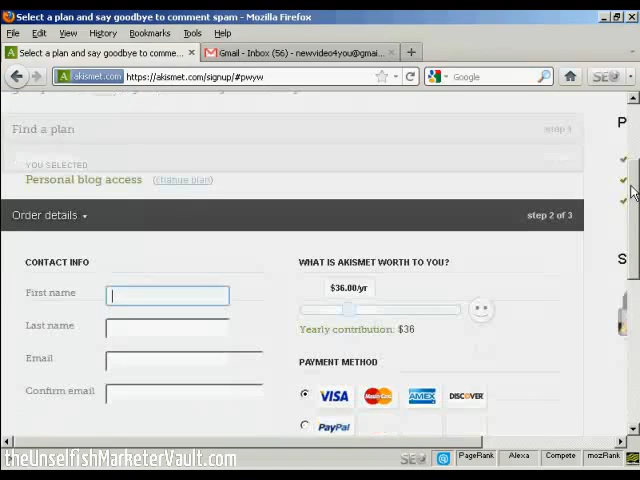 Select a plan and say goodbye to comment spam - Mozilla Firefox
File Edit View History Bookmarks Tools Help
Select a plan and say goodbye to comme...
Gmail - Inbox (56) - newvideo4you@gmai...
akismet.com https://akismet.com/signup/#pwyw
Google
SEO
Find a plan
step 1
YOU SELECTED
Personal blog access (change plan)
Order details
step 2 of 3
CONTACT INFO
First name
Last name
Email
Confirm email
WHAT IS AKISMET WORTH TO YOU?
$36.00/yr
Yearly contribution: $36
PAYMENT METHOD
VISA MasterCard AMEX DISCOVER
PayPal
P
S
SEO PageRank Alexa Compete mozRank
theUnselfishMarketerVault.com